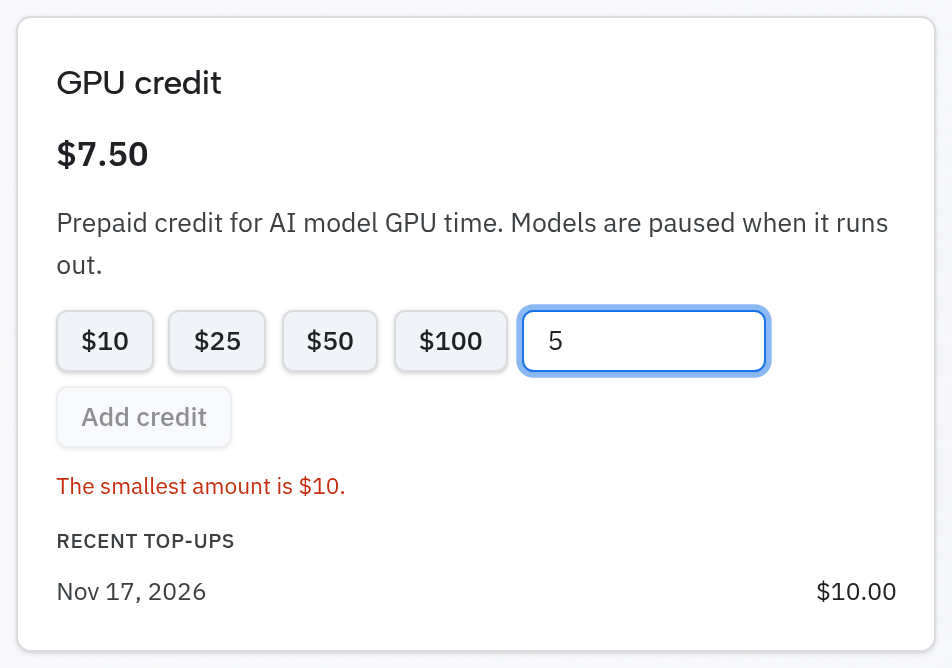 GPU credit
$7.50
Prepaid credit for AI model GPU time. Models are paused when it runs
out.
$10 $25 $50 $100 5
Add credit
The smallest amount is $10.
RECENT TOP-UPS
Nov 17, 2026 $10.00